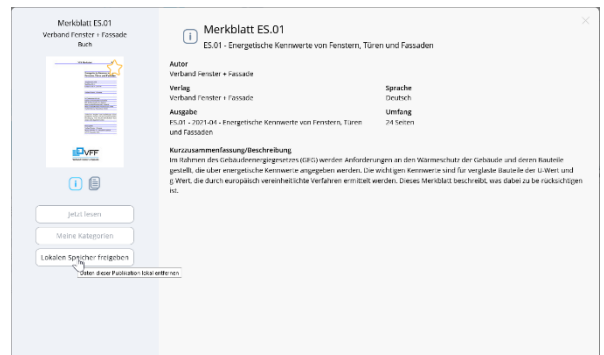 Merkblatt ES.01
Verband Fenster + Fassade
Buch
VFF
Jetzt lesen
Meine Kategorien
Lokalen Speicher freigeben
Daten dieser Publikation lokal entfernen
Merkblatt ES.01
ES.01 - Energetische Kennwerte von Fenstern, Türen und Fassaden
Autor
Verband Fenster + Fassade
Verlag
Verband Fenster + Fassade
Sprache
Deutsch
Ausgabe
ES.01 - 2021-04 - Energetische Kennwerte von Fenstern, Türen
und Fassaden
Umfang
24 Seiten
Kurzzusammenfassung/Beschreibung
Im Rahmen des Gebäudeenergiegesetzes (GEG) werden Anforderungen an den Wärmeschutz der Gebäude und deren Bauteile
gestellt, die über energetische Kennwerte angegeben werden. Die wichtigen Kennwerte sind für verglaste Bauteile der U-Wert und
g-Wert, die durch europäisch vereinheitlichte Verfahren ermittelt werden. Dieses Merkblatt beschreibt, was dabei zu berücksichtigen
ist.